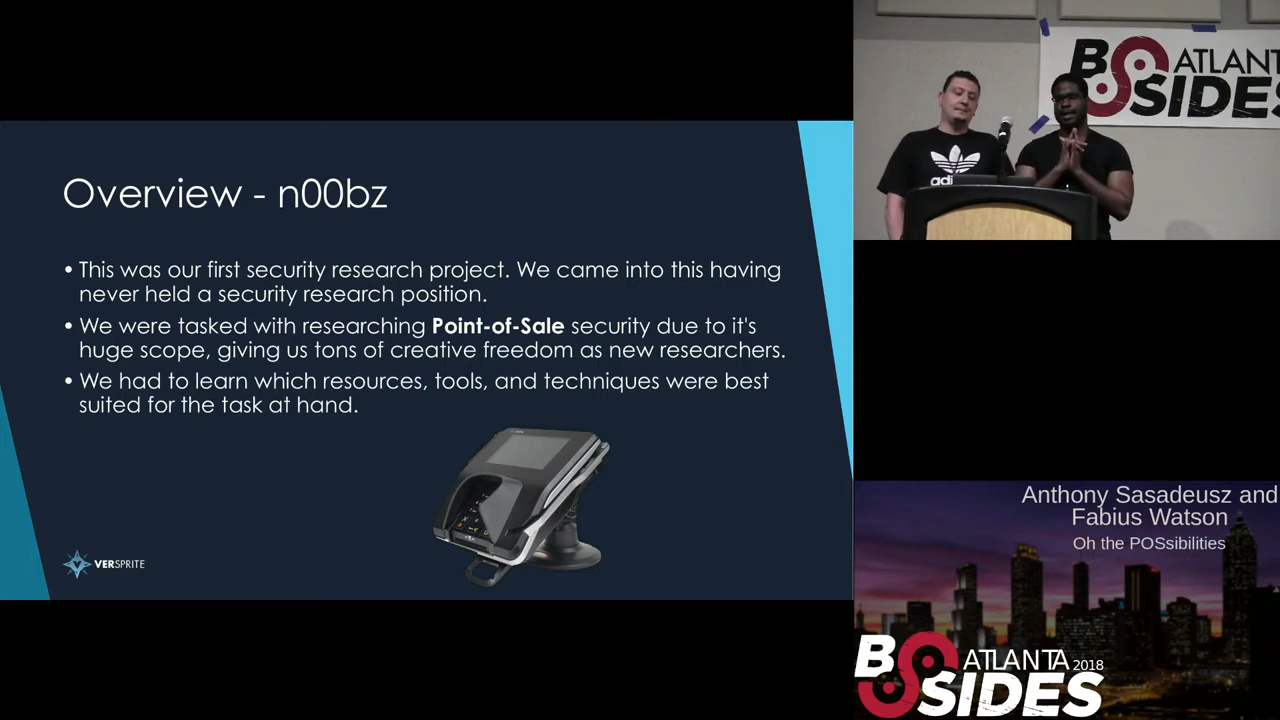 Overview - n00bz
• This was our first security research project. We came into this having
never held a security research position.
• We were tasked with researching Point-of-Sale security due to it's
huge scope, giving us tons of creative freedom as new researchers.
• We had to learn which resources, tools, and techniques were best
suited for the task at hand.
VERSPRITE
BSIDES ATLANT
adi
Anthony Sasadeusz and
Fabius Watson
Oh the POSsibilities
BSIDES ATLANTA 2018